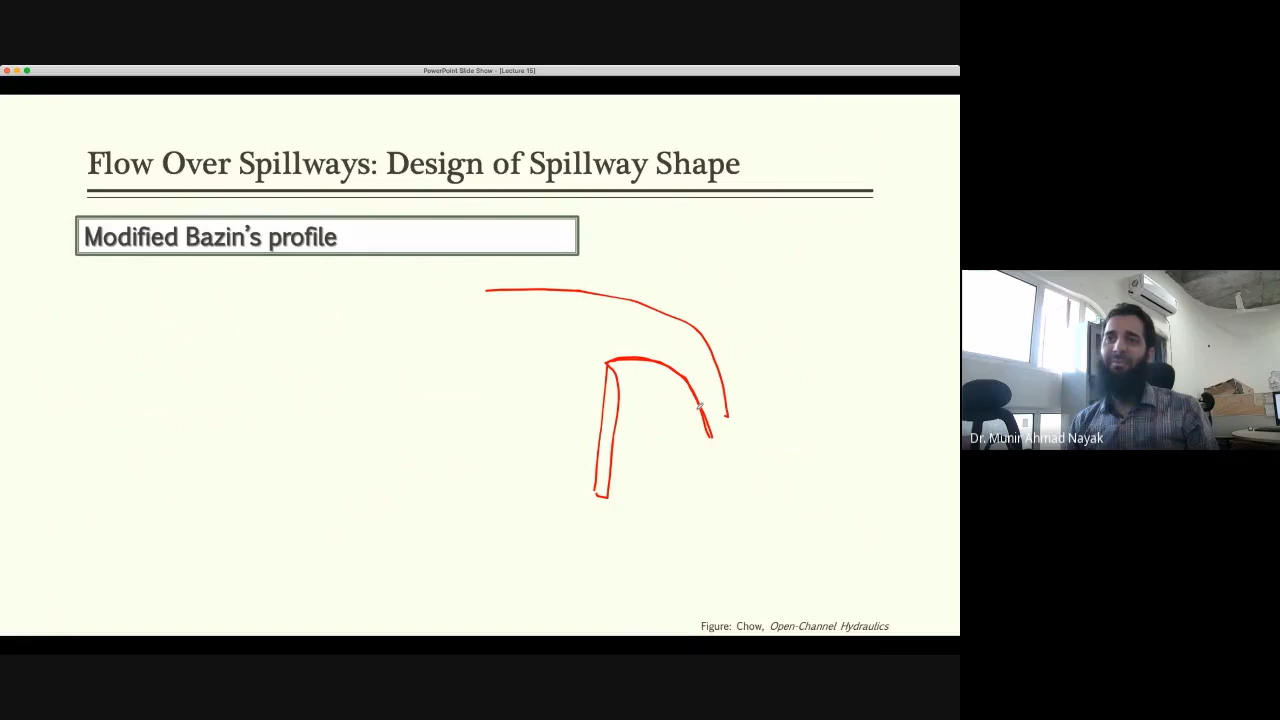 PowerPoint Slide Show - [Lecture 15]
Flow Over Spillways: Design of Spillway Shape
Modified Bazin’s profile
Dr. Munir Ahmad Nayak
Figure: Chow, Open-Channel Hydraulics